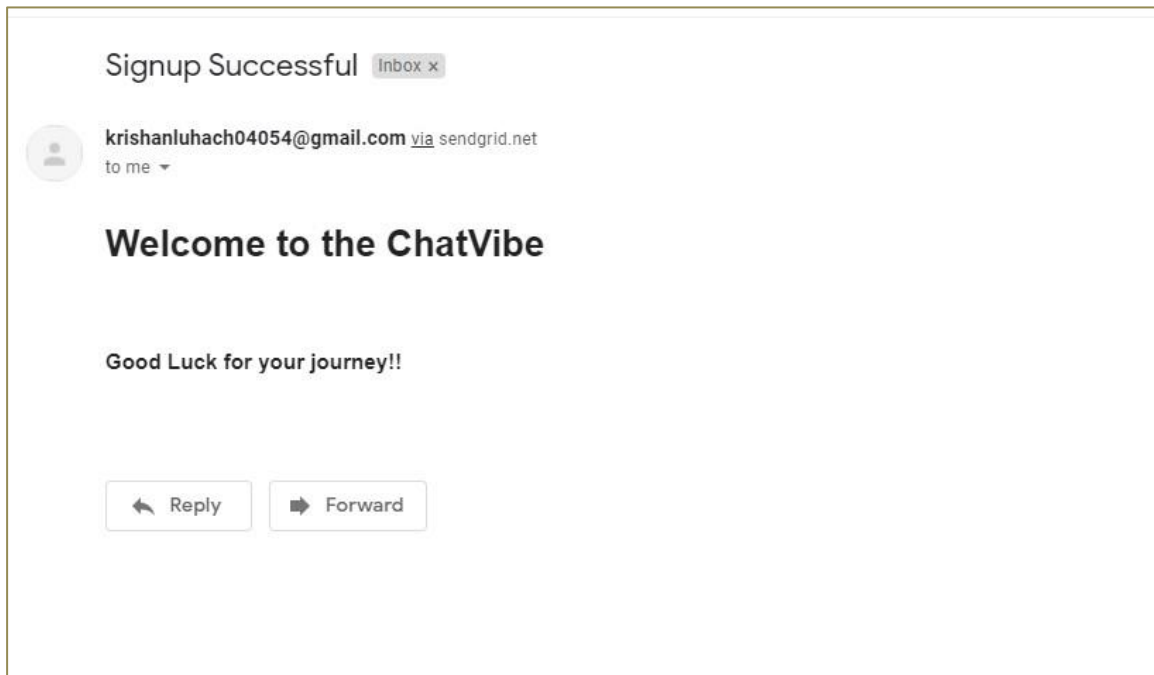 Signup Successful Inbox x
krishanluhach04054@gmail.com via sendgrid.net
to me
Welcome to the ChatVibe
Good Luck for your journey!!
Reply Forward